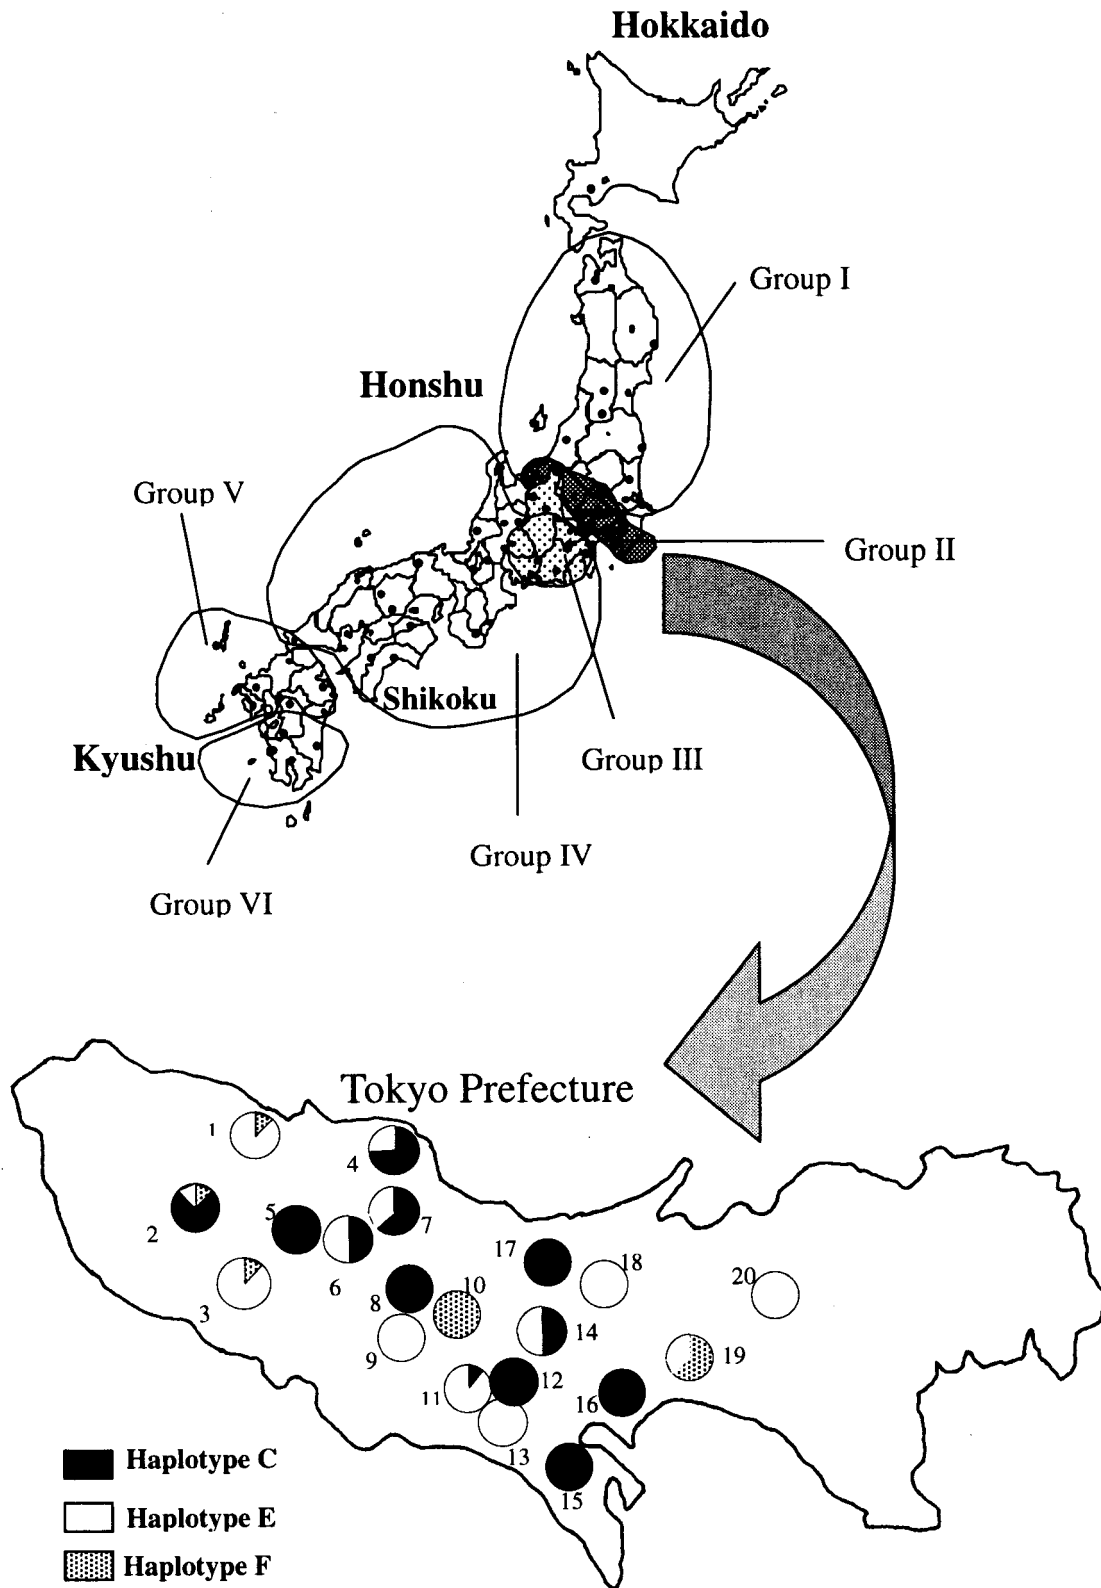 Hokkaido
Group I
Honshu
Group V
Group II
Shikoku
Kyushu
Group III
Group IV
Group VI
Tokyo Prefecture
1
4
2
5
7
6
17
18
20
3
8
10
9
14
19
11
12
16
13
15
Haplotype C
Haplotype E
Haplotype F